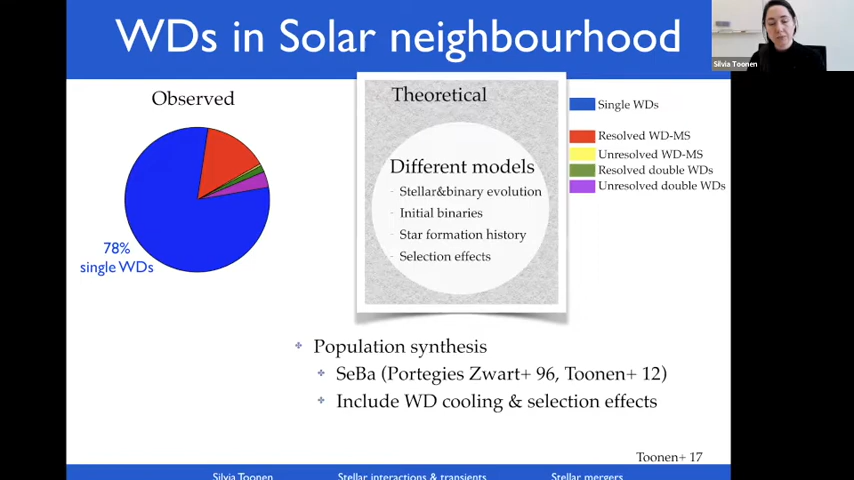 WDs in Solar neighbourhood
Silvia Toonen
Observed
Theoretical
Single WDs
Resolved WD-MS
Unresolved WD-MS
Resolved double WDs
Unresolved double WDs
Different models
- Stellar&binary evolution
- Initial binaries
- Star formation history
- Selection effects
78%
single WDs
Population synthesis
SeBa (Portegies Zwart+ 96, Toonen+ 12)
Include WD cooling & selection effects
Toonen+ 17
Silvia Toonen
Stellar interactions & transients
Stellar mergers